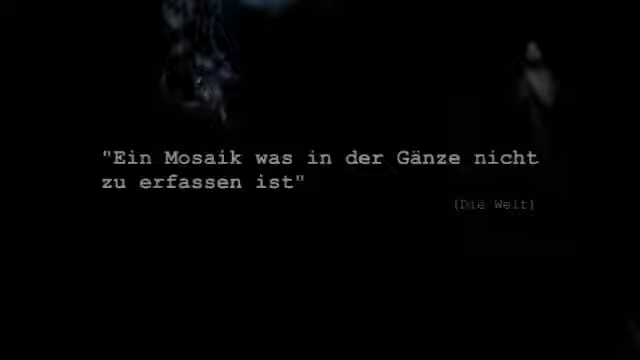 "Ein Mosaik was in der Gänze nicht
zu erfassen ist"
(Die Welt)